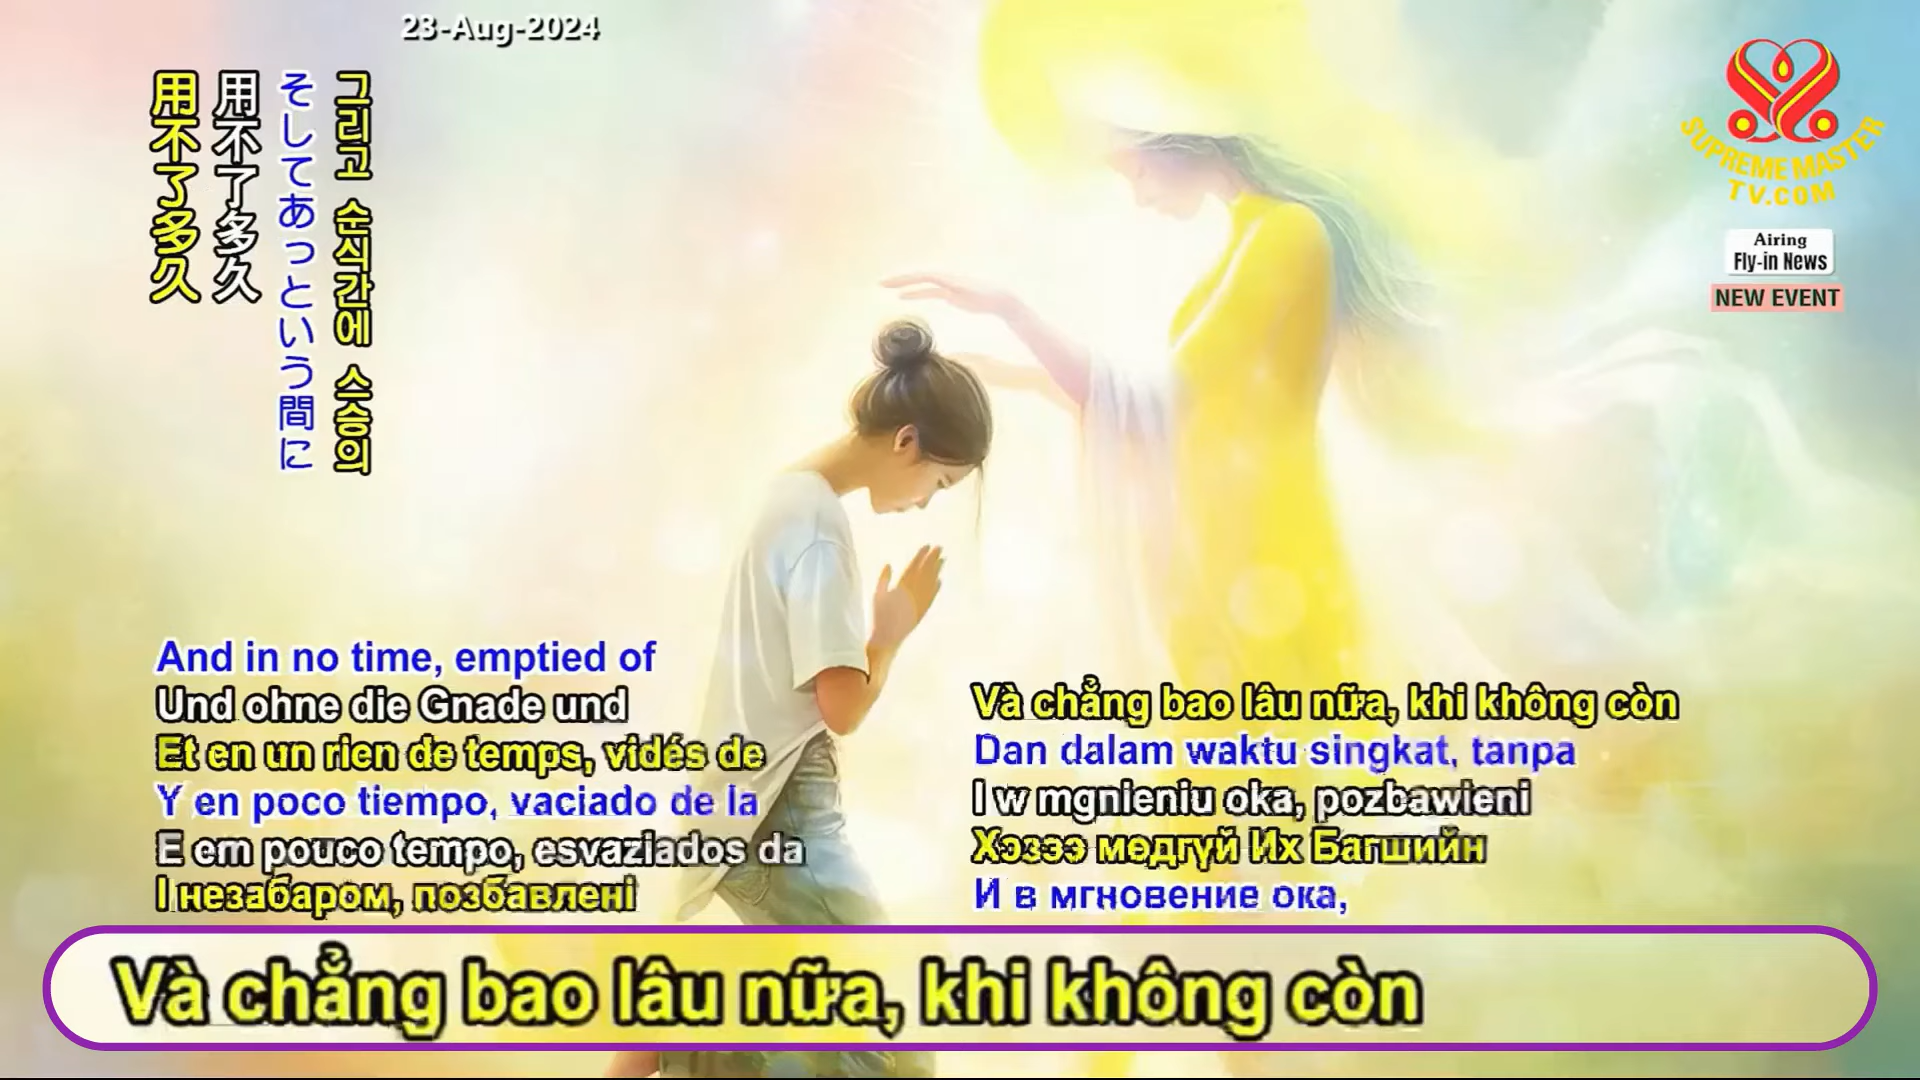 23-Aug-2024
用不了多久
用不了多久
そしてあっという間に
그리고 순식간에 스승의
SUPREME MASTER
TV.COM
Airing
Fly-in News
NEW EVENT
And in no time, emptied of
Und ohne die Gnade und
Et en un rien de temps, vidés de
Y en poco tiempo, vaciado de la
E em pouco tempo, esvaziados da
І незабаром, позбавлені
Và chẳng bao lâu nữa, khi không còn
Dan dalam waktu singkat, tanpa
I w mgnieniu oka, pozbawieni
Хэзээ мөдгүй Их Багшийн
И в мгновение ока,
Và chẳng bao lâu nữa, khi không còn